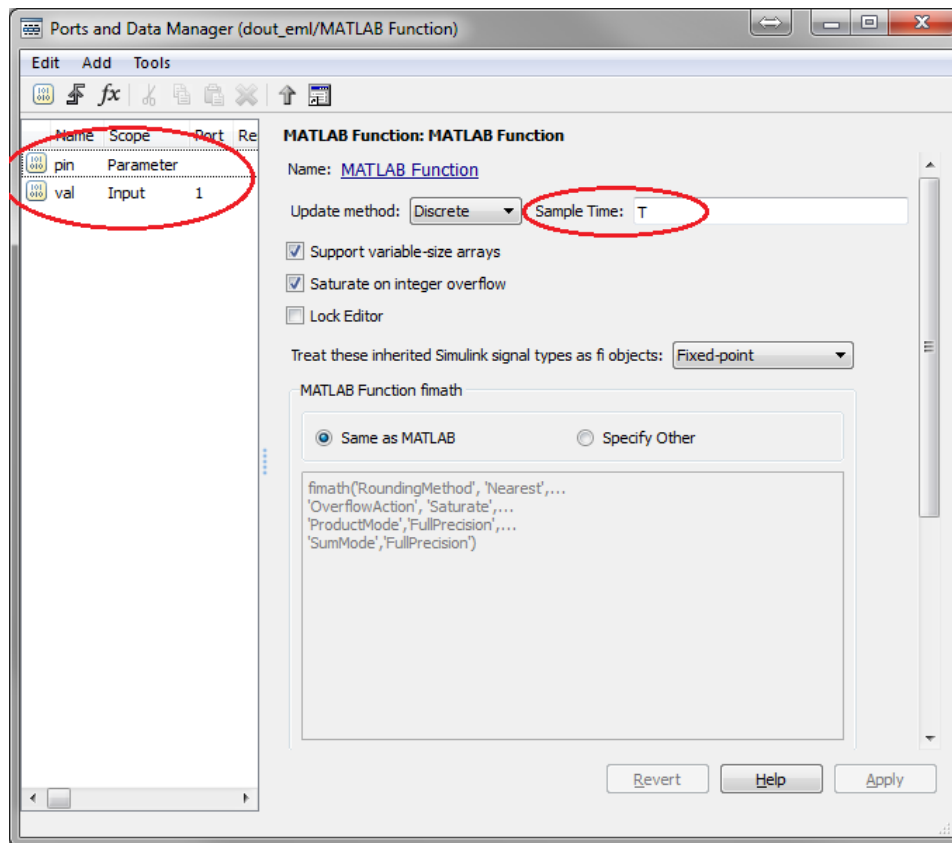 Ports and Data Manager (dout_eml/MATLAB Function)
Edit Add Tools
fx
Name Scope Port Re
pin Parameter
val Input 1
MATLAB Function: MATLAB Function
Name: MATLAB Function
Update method: Discrete Sample Time: T
Support variable-size arrays
Saturate on integer overflow
Lock Editor
Treat these inherited Simulink signal types as fi objects: Fixed-point
MATLAB Function fimath
Same as MATLAB Specify Other
fimath('RoundingMethod', 'Nearest',...
'OverflowAction', 'Saturate',...
'ProductMode','FullPrecision',...
'SumMode','FullPrecision')
Revert Help Apply